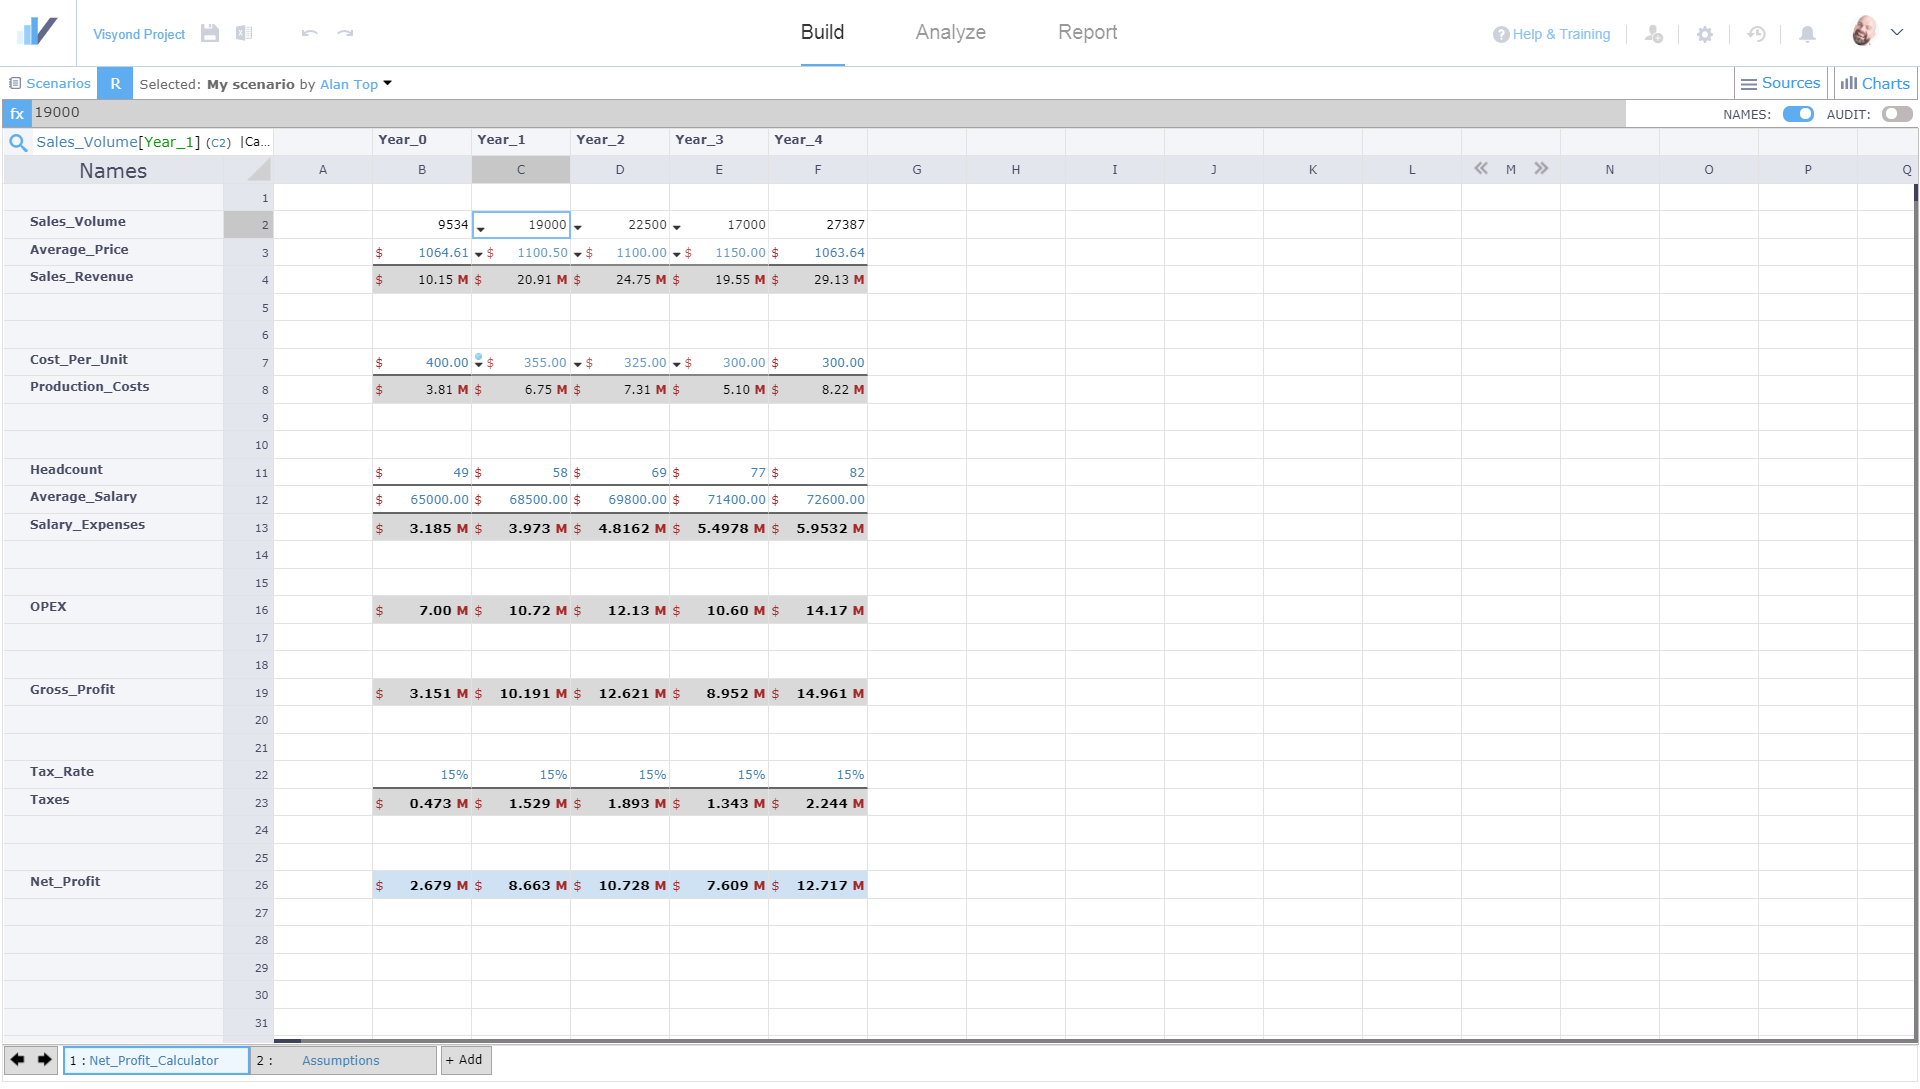 Visyond Project Build Analyze Report Help & Training
Scenarios R Selected: My scenario by Alan Top Sources Charts
fx 19000 NAMES: AUDIT:
Sales_Volume[Year_1] (C2) |Ca... Year_0 Year_1 Year_2 Year_3 Year_4
Names A B C D E F G H I J K L M N O P Q
1
Sales_Volume 2 9534 19000 22500 17000 27387
Average_Price 3 $ 1064.61 $ 1100.50 $ 1100.00 $ 1150.00 $ 1063.64
Sales_Revenue 4 $ 10.15 M $ 20.91 M $ 24.75 M $ 19.55 M $ 29.13 M
5
6
Cost_Per_Unit 7 $ 400.00 $ 355.00 $ 325.00 $ 300.00 $ 300.00
Production_Costs 8 $ 3.81 M $ 6.75 M $ 7.31 M $ 5.10 M $ 8.22 M
9
10
Headcount 11 $ 49 $ 58 $ 69 $ 77 $ 82
Average_Salary 12 $ 65000.00 $ 68500.00 $ 69800.00 $ 71400.00 $ 72600.00
Salary_Expenses 13 $ 3.185 M $ 3.973 M $ 4.8162 M $ 5.4978 M $ 5.9532 M
14
15
OPEX 16 $ 7.00 M $ 10.72 M $ 12.13 M $ 10.60 M $ 14.17 M
17
18
Gross_Profit 19 $ 3.151 M $ 10.191 M $ 12.621 M $ 8.952 M $ 14.961 M
20
21
Tax_Rate 22 15% 15% 15% 15% 15%
Taxes 23 $ 0.473 M $ 1.529 M $ 1.893 M $ 1.343 M $ 2.244 M
24
25
Net_Profit 26 $ 2.679 M $ 8.663 M $ 10.728 M $ 7.609 M $ 12.717 M
27
28
29
30
31
1 : Net_Profit_Calculator 2 : Assumptions + Add